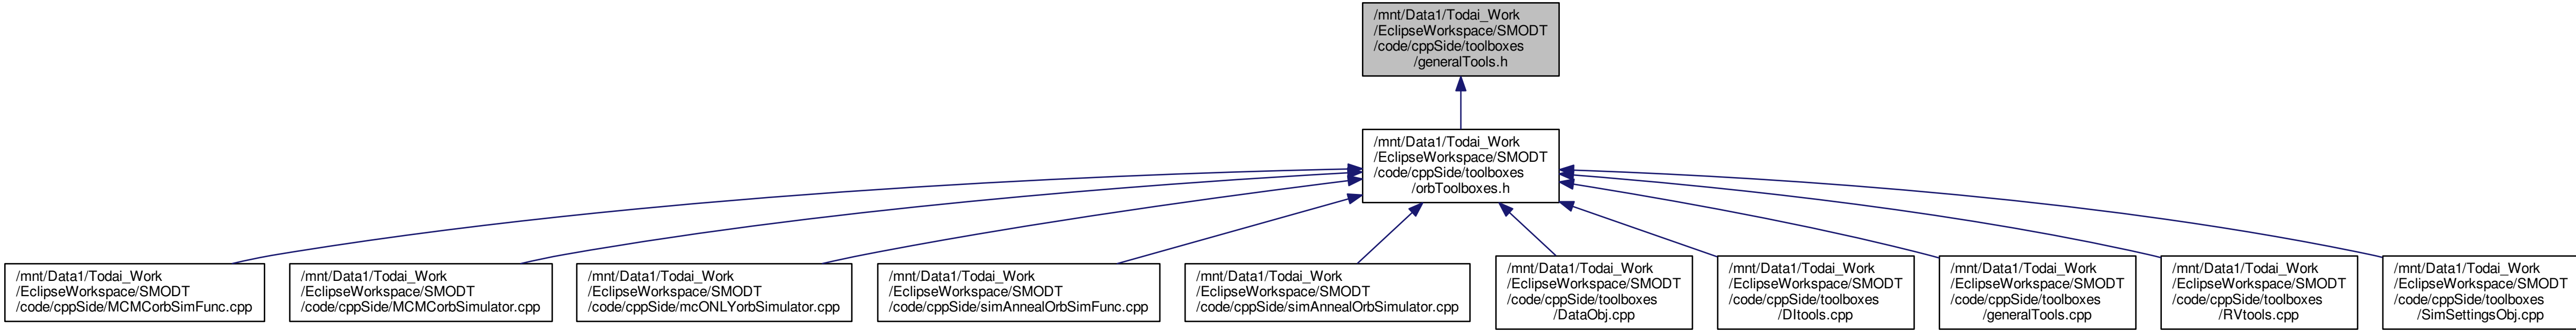 /mnt/Data1/Todai_Work
/EclipseWorkspace/SMODT
/code/cppSide/toolboxes
/generalTools.h
/mnt/Data1/Todai_Work
/EclipseWorkspace/SMODT
/code/cppSide/toolboxes
/orbToolboxes.h
/mnt/Data1/Todai_Work
/EclipseWorkspace/SMODT
/code/cppSide/MCMCorbSimFunc.cpp
/mnt/Data1/Todai_Work
/EclipseWorkspace/SMODT
/code/cppSide/MCMCorbSimulator.cpp
/mnt/Data1/Todai_Work
/EclipseWorkspace/SMODT
/code/cppSide/mcONLYorbSimulator.cpp
/mnt/Data1/Todai_Work
/EclipseWorkspace/SMODT
/code/cppSide/simAnnealOrbSimFunc.cpp
/mnt/Data1/Todai_Work
/EclipseWorkspace/SMODT
/code/cppSide/simAnnealOrbSimulator.cpp
/mnt/Data1/Todai_Work
/EclipseWorkspace/SMODT
/code/cppSide/toolboxes
/DataObj.cpp
/mnt/Data1/Todai_Work
/EclipseWorkspace/SMODT
/code/cppSide/toolboxes
/DItools.cpp
/mnt/Data1/Todai_Work
/EclipseWorkspace/SMODT
/code/cppSide/toolboxes
/generalTools.cpp
/mnt/Data1/Todai_Work
/EclipseWorkspace/SMODT
/code/cppSide/toolboxes
/RVtools.cpp
/mnt/Data1/Todai_Work
/EclipseWorkspace/SMODT
/code/cppSide/toolboxes
/SimSettingsObj.cpp